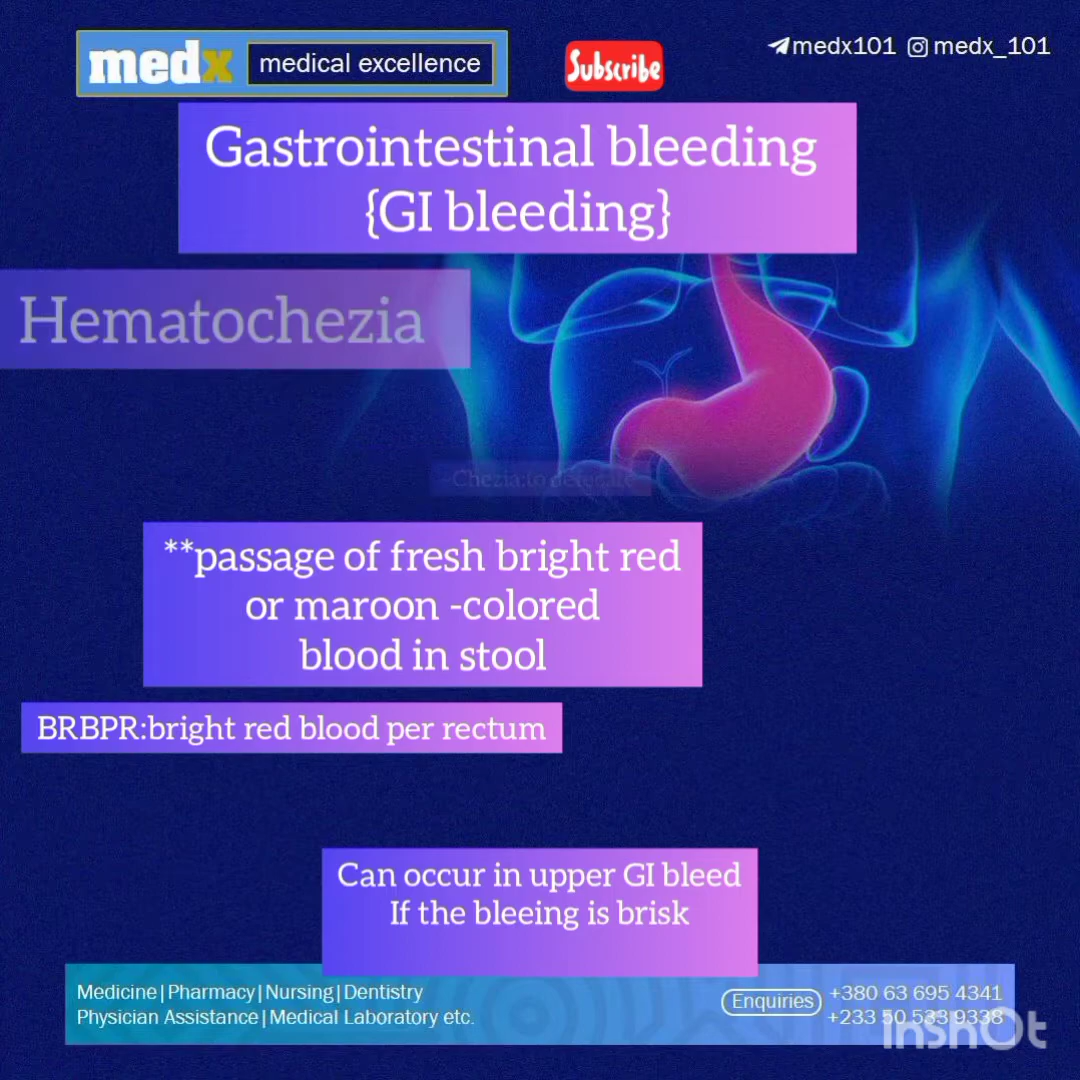 medx medical excellence
Subscribe
medx101 medx_101
Gastrointestinal bleeding
{GI bleeding}
Hematochezia
-Chezia:to defecate
**passage of fresh bright red
or maroon -colored
blood in stool
BRBPR:bright red blood per rectum
Can occur in upper GI bleed
If the bleeing is brisk
Medicine|Pharmacy|Nursing|Dentistry
Physician Assistance|Medical Laboratory etc.
Enquiries
+380 63 695 4341
+233 50 533 9338
InShOt